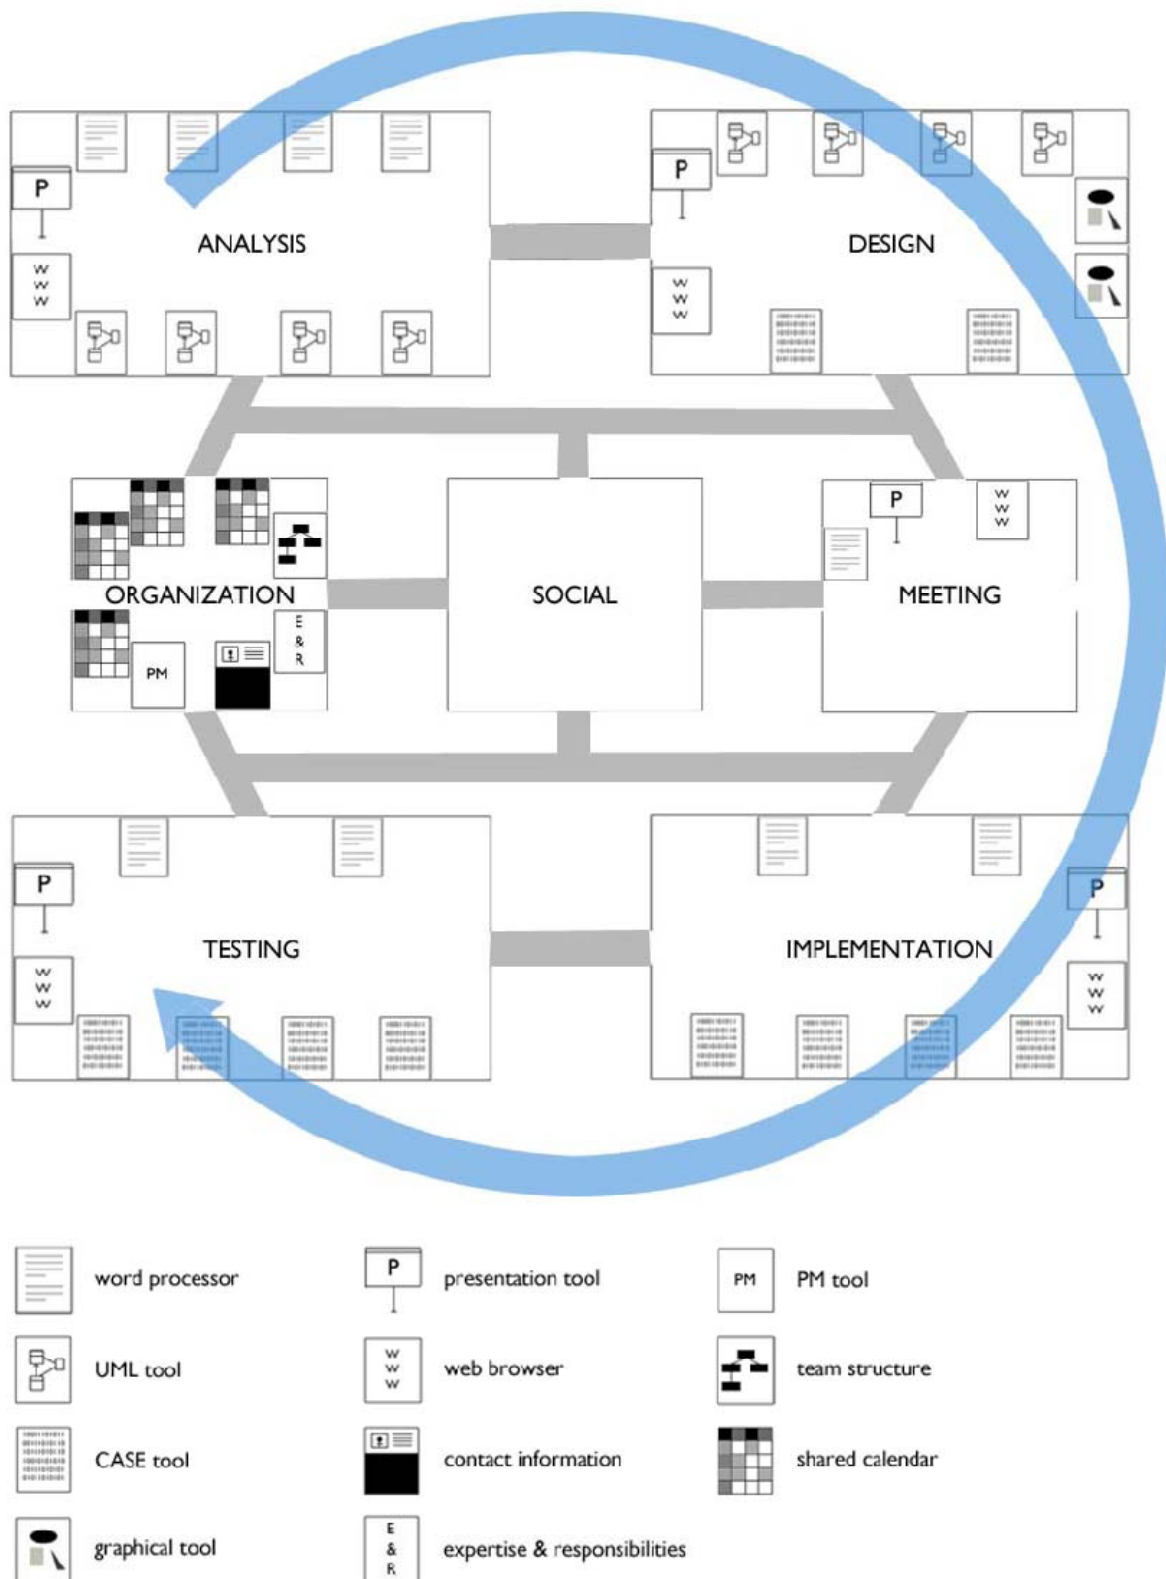 P
W
W
W
ANALYSIS
P
W
W
W
DESIGN
ORGANIZATION
PM
E
&
R
SOCIAL
P
W
W
W
MEETING
P
W
W
W
TESTING
IMPLEMENTATION
P
W
W
W
word processor
P
presentation tool
PM
PM tool
UML tool
W
W
W
web browser
team structure
CASE tool
contact information
shared calendar
graphical tool
E
&
R
expertise & responsibilities